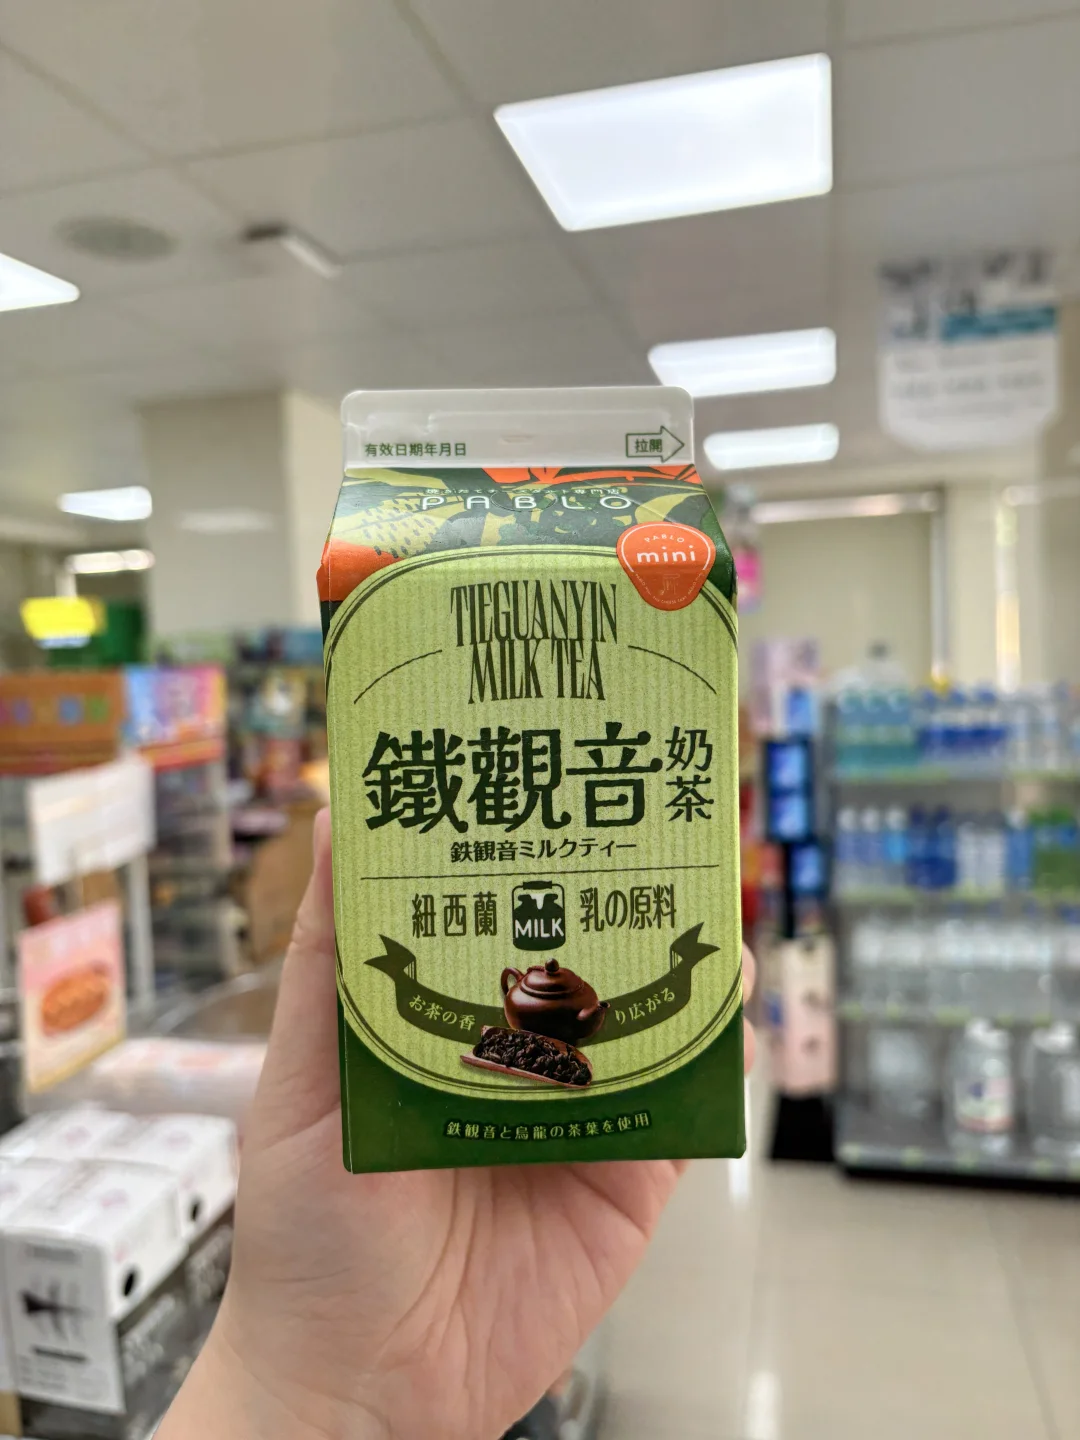 有效日期年月日
拉開
PABLO
PABLO
mini
TIEGUANYIN
MILK TEA
鐵觀音奶茶
鉄観音ミルクティー
紐西蘭 MILK 乳の原料
お茶の香り広がる
鉄観音と烏龍の茶葉を使用